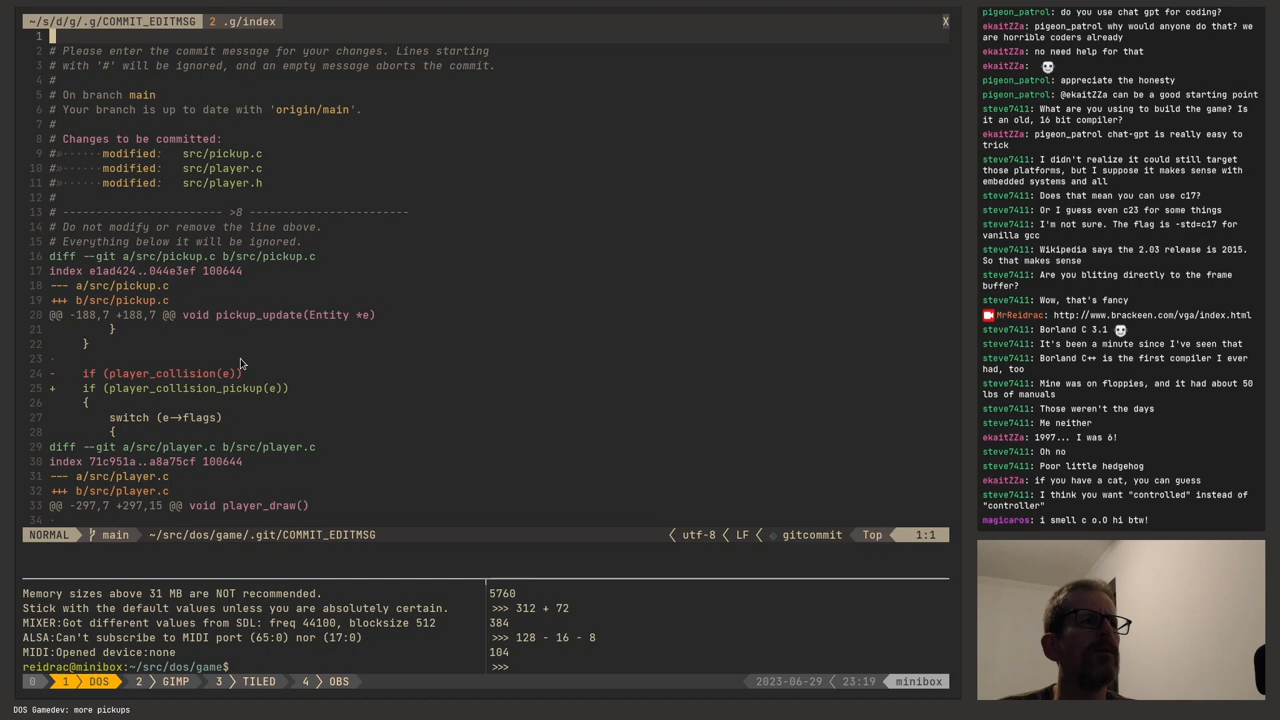 ~/s/d/g/.g/COMMIT_EDITMSG 2 .g/index X
1
2 # Please enter the commit message for your changes. Lines starting
3 # with '#' will be ignored, and an empty message aborts the commit.
4 #
5 # On branch main
6 # Your branch is up to date with 'origin/main'.
7 #
8 # Changes to be committed:
9 #»······modified:   src/pickup.c
10 #»······modified:   src/player.c
11 #»······modified:   src/player.h
12 #
13 # ------------------------ >8 ------------------------
14 # Do not modify or remove the line above.
15 # Everything below it will be ignored.
16 diff --git a/src/pickup.c b/src/pickup.c
17 index e1ad424..044e3ef 100644
18 --- a/src/pickup.c
19 +++ b/src/pickup.c
20 @@ -188,7 +188,7 @@ void pickup_update(Entity *e)
21 }
22 }
23 ·
24 - if (player_collision(e))
25 + if (player_collision_pickup(e))
26 {
27 switch (e->flags)
28 {
29 diff --git a/src/player.c b/src/player.c
30 index 71c951a..a8a75cf 100644
31 --- a/src/player.c
32 +++ b/src/player.c
33 @@ -297,7 +297,15 @@ void player_draw()
34 ·
NORMAL main ~/src/dos/game/.git/COMMIT_EDITMSG utf-8 LF gitcommit Top 1:1
Memory sizes above 31 MB are NOT recommended.
Stick with the default values unless you are absolutely certain.
MIXER:Got different values from SDL: freq 44100, blocksize 512
ALSA:Can't subscribe to MIDI port (65:0) nor (17:0)
MIDI:Opened device:none
reidrac@minibox:~/src/dos/game$
5760
>>> 312 + 72
384
>>> 128 - 16 - 8
104
>>>
0 1 DOS 2 GIMP 3 TILED 4 OBS 2023-06-29 23:19 minibox
DOS Gamedev: more pickups
pigeon_patrol: do you use chat gpt for coding?
ekaitZZa: pigeon_patrol why would anyone do that? we
are horrible coders already
ekaitZZa: no need help for that
ekaitZZa:
pigeon_patrol: appreciate the honesty
pigeon_patrol: @ekaitZZa can be a good starting point
steve7411: What are you using to build the game? Is
it an old, 16 bit compiler?
ekaitZZa: pigeon_patrol chat-gpt is really easy to
trick
steve7411: I didn't realize it could still target
those platforms, but I suppose it makes sense with
embedded systems and all
steve7411: Does that mean you can use c17?
steve7411: Or I guess even c23 for some things
steve7411: I'm not sure. The flag is -std=c17 for
vanilla gcc
steve7411: Wikipedia says the 2.03 release is 2015.
So that makes sense
steve7411: Are you bliting directly to the frame
buffer?
steve7411: Wow, that's fancy
MrReidrac: http://www.brackeen.com/vga/index.html
steve7411: Borland C 3.1
steve7411: It's been a minute since I've seen that
steve7411: Borland C++ is the first compiler I ever
had, too
steve7411: Mine was on floppies, and it had about 50
lbs of manuals
steve7411: Those weren't the days
steve7411: Me neither
ekaitZZa: 1997... I was 6!
steve7411: Oh no
steve7411: Poor little hedgehog
ekaitZZa: if you have a cat, you can guess
steve7411: I think you want "controlled" instead of
"controller"
magicaros: i smell c o.O hi btw!